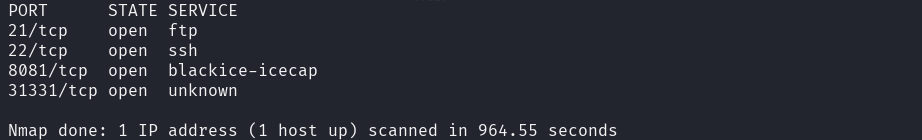 PORT      STATE SERVICE
21/tcp    open  ftp
22/tcp    open  ssh
8081/tcp  open  blackice-icecap
31331/tcp open  unknown
Nmap done: 1 IP address (1 host up) scanned in 964.55 seconds